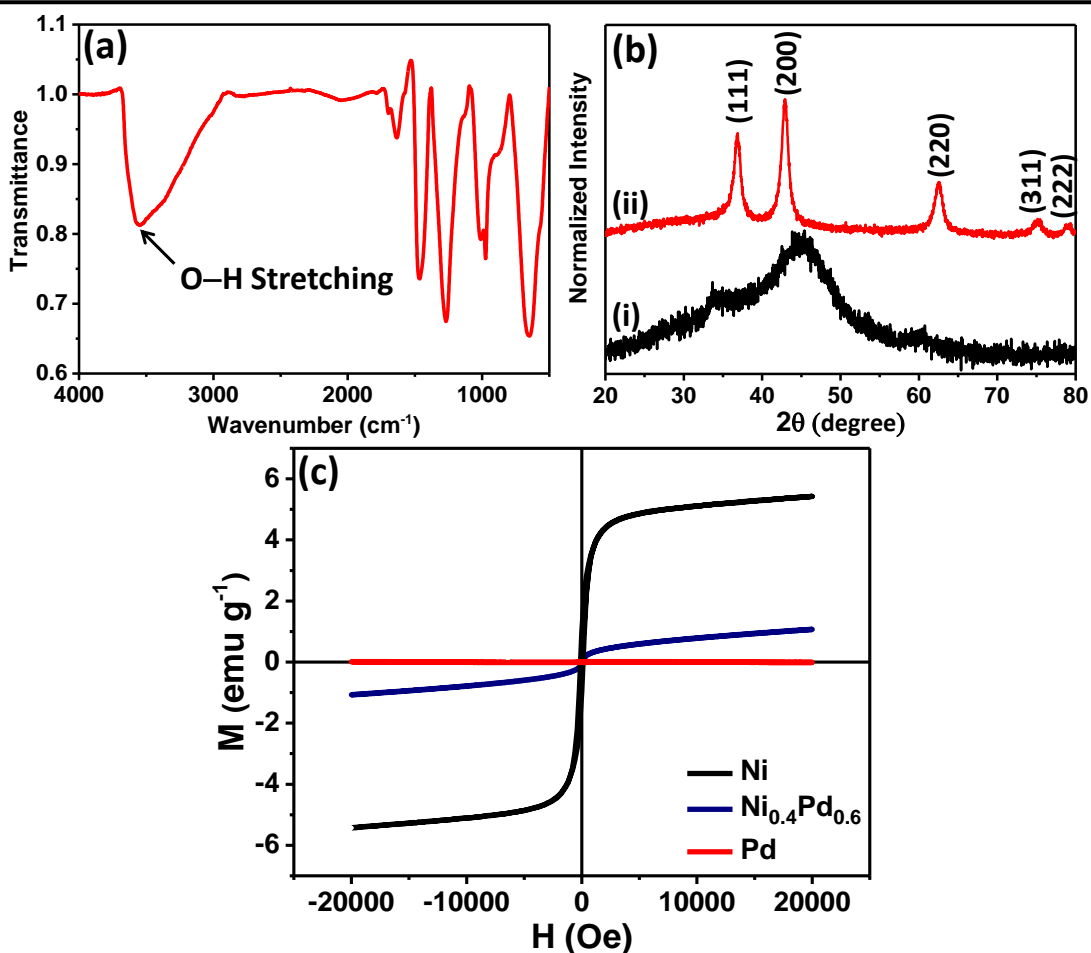 (a)
1.1
1.0
0.9
0.8
0.7
0.6
Transmittance
O–H Stretching
4000 3000 2000 1000
Wavenumber (cm⁻¹)
(b)
Normalized Intensity
(111)
(200)
(220)
(311)
(222)
(ii)
(i)
20 30 40 50 60 70 80
2θ (degree)
(c)
6
4
2
0
-2
-4
-6
M (emu g⁻¹)
Ni
Ni₀.₄Pd₀.₆
Pd
-20000 -10000 0 10000 20000
H (Oe)